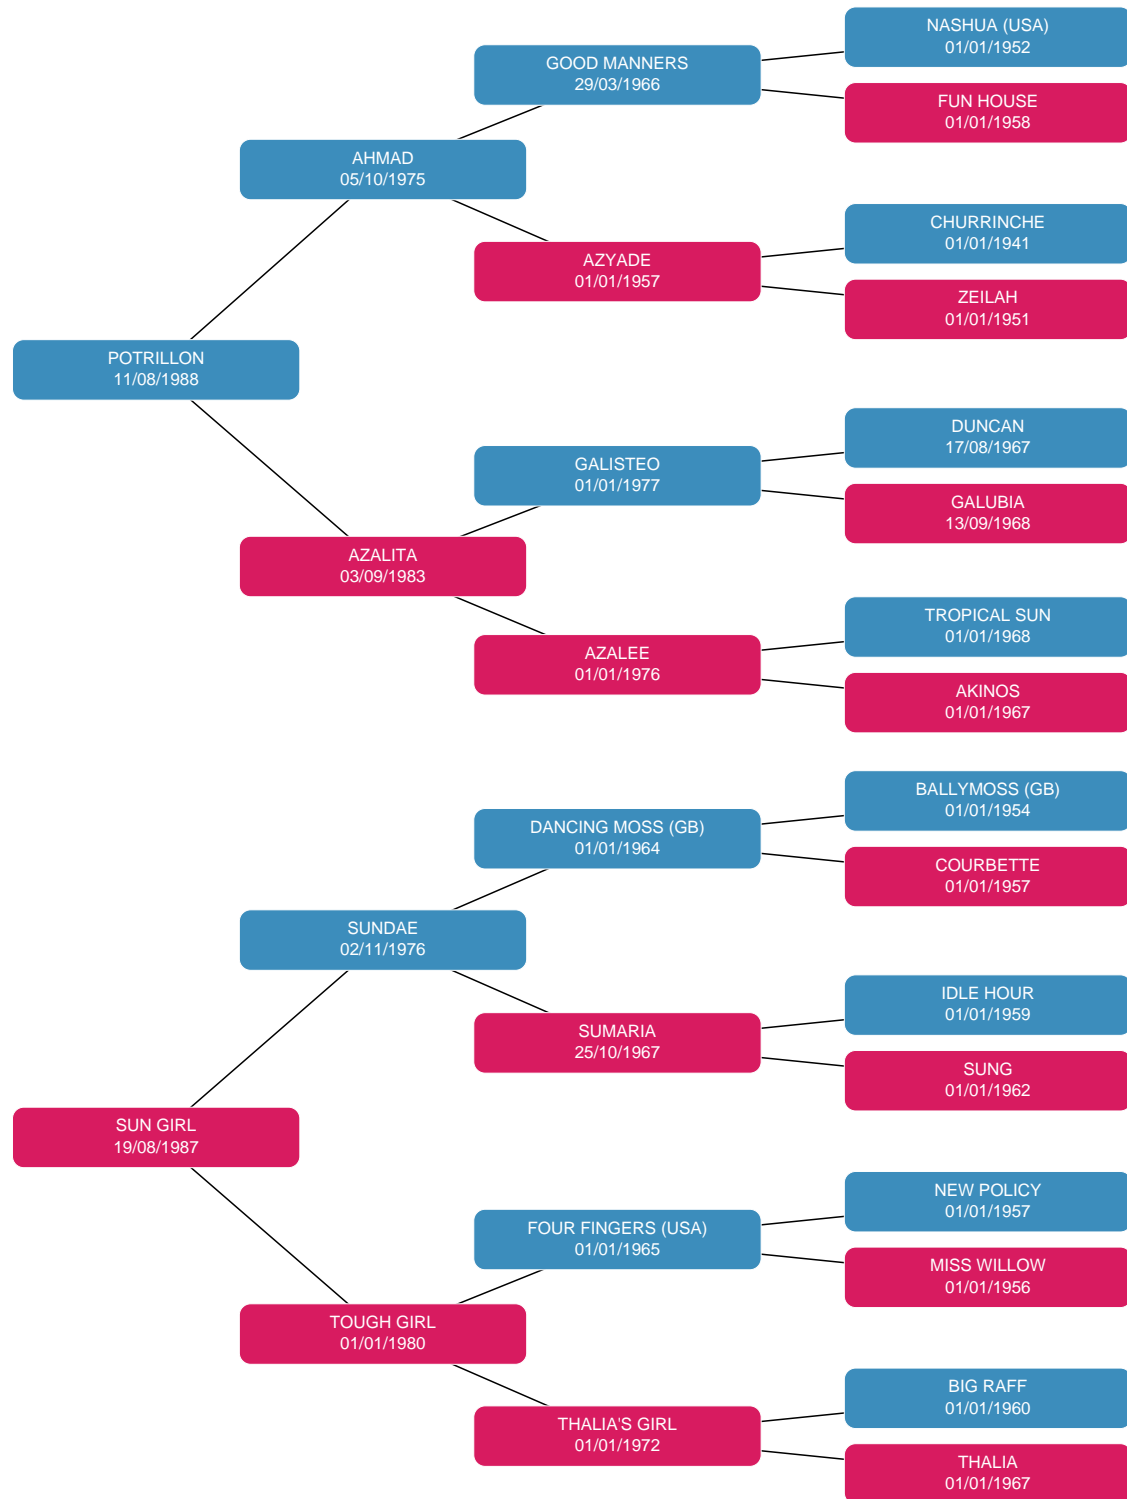 NASHUA (USA)
01/01/1952
GOOD MANNERS
29/03/1966
FUN HOUSE
01/01/1958
AHMAD
05/10/1975
CHURRINCHE
01/01/1941
AZYADE
01/01/1957
ZEILAH
01/01/1951
POTRILLON
11/08/1988
DUNCAN
17/08/1967
GALISTEO
01/01/1977
GALUBIA
13/09/1968
AZALITA
03/09/1983
TROPICAL SUN
01/01/1968
AZALEE
01/01/1976
AKINOS
01/01/1967
BALLYMOSS (GB)
01/01/1954
DANCING MOSS (GB)
01/01/1964
COURBETTE
01/01/1957
SUNDAE
02/11/1976
IDLE HOUR
01/01/1959
SUMARIA
25/10/1967
SUNG
01/01/1962
SUN GIRL
19/08/1987
NEW POLICY
01/01/1957
FOUR FINGERS (USA)
01/01/1965
MISS WILLOW
01/01/1956
TOUGH GIRL
01/01/1980
BIG RAFF
01/01/1960
THALIA'S GIRL
01/01/1972
THALIA
01/01/1967